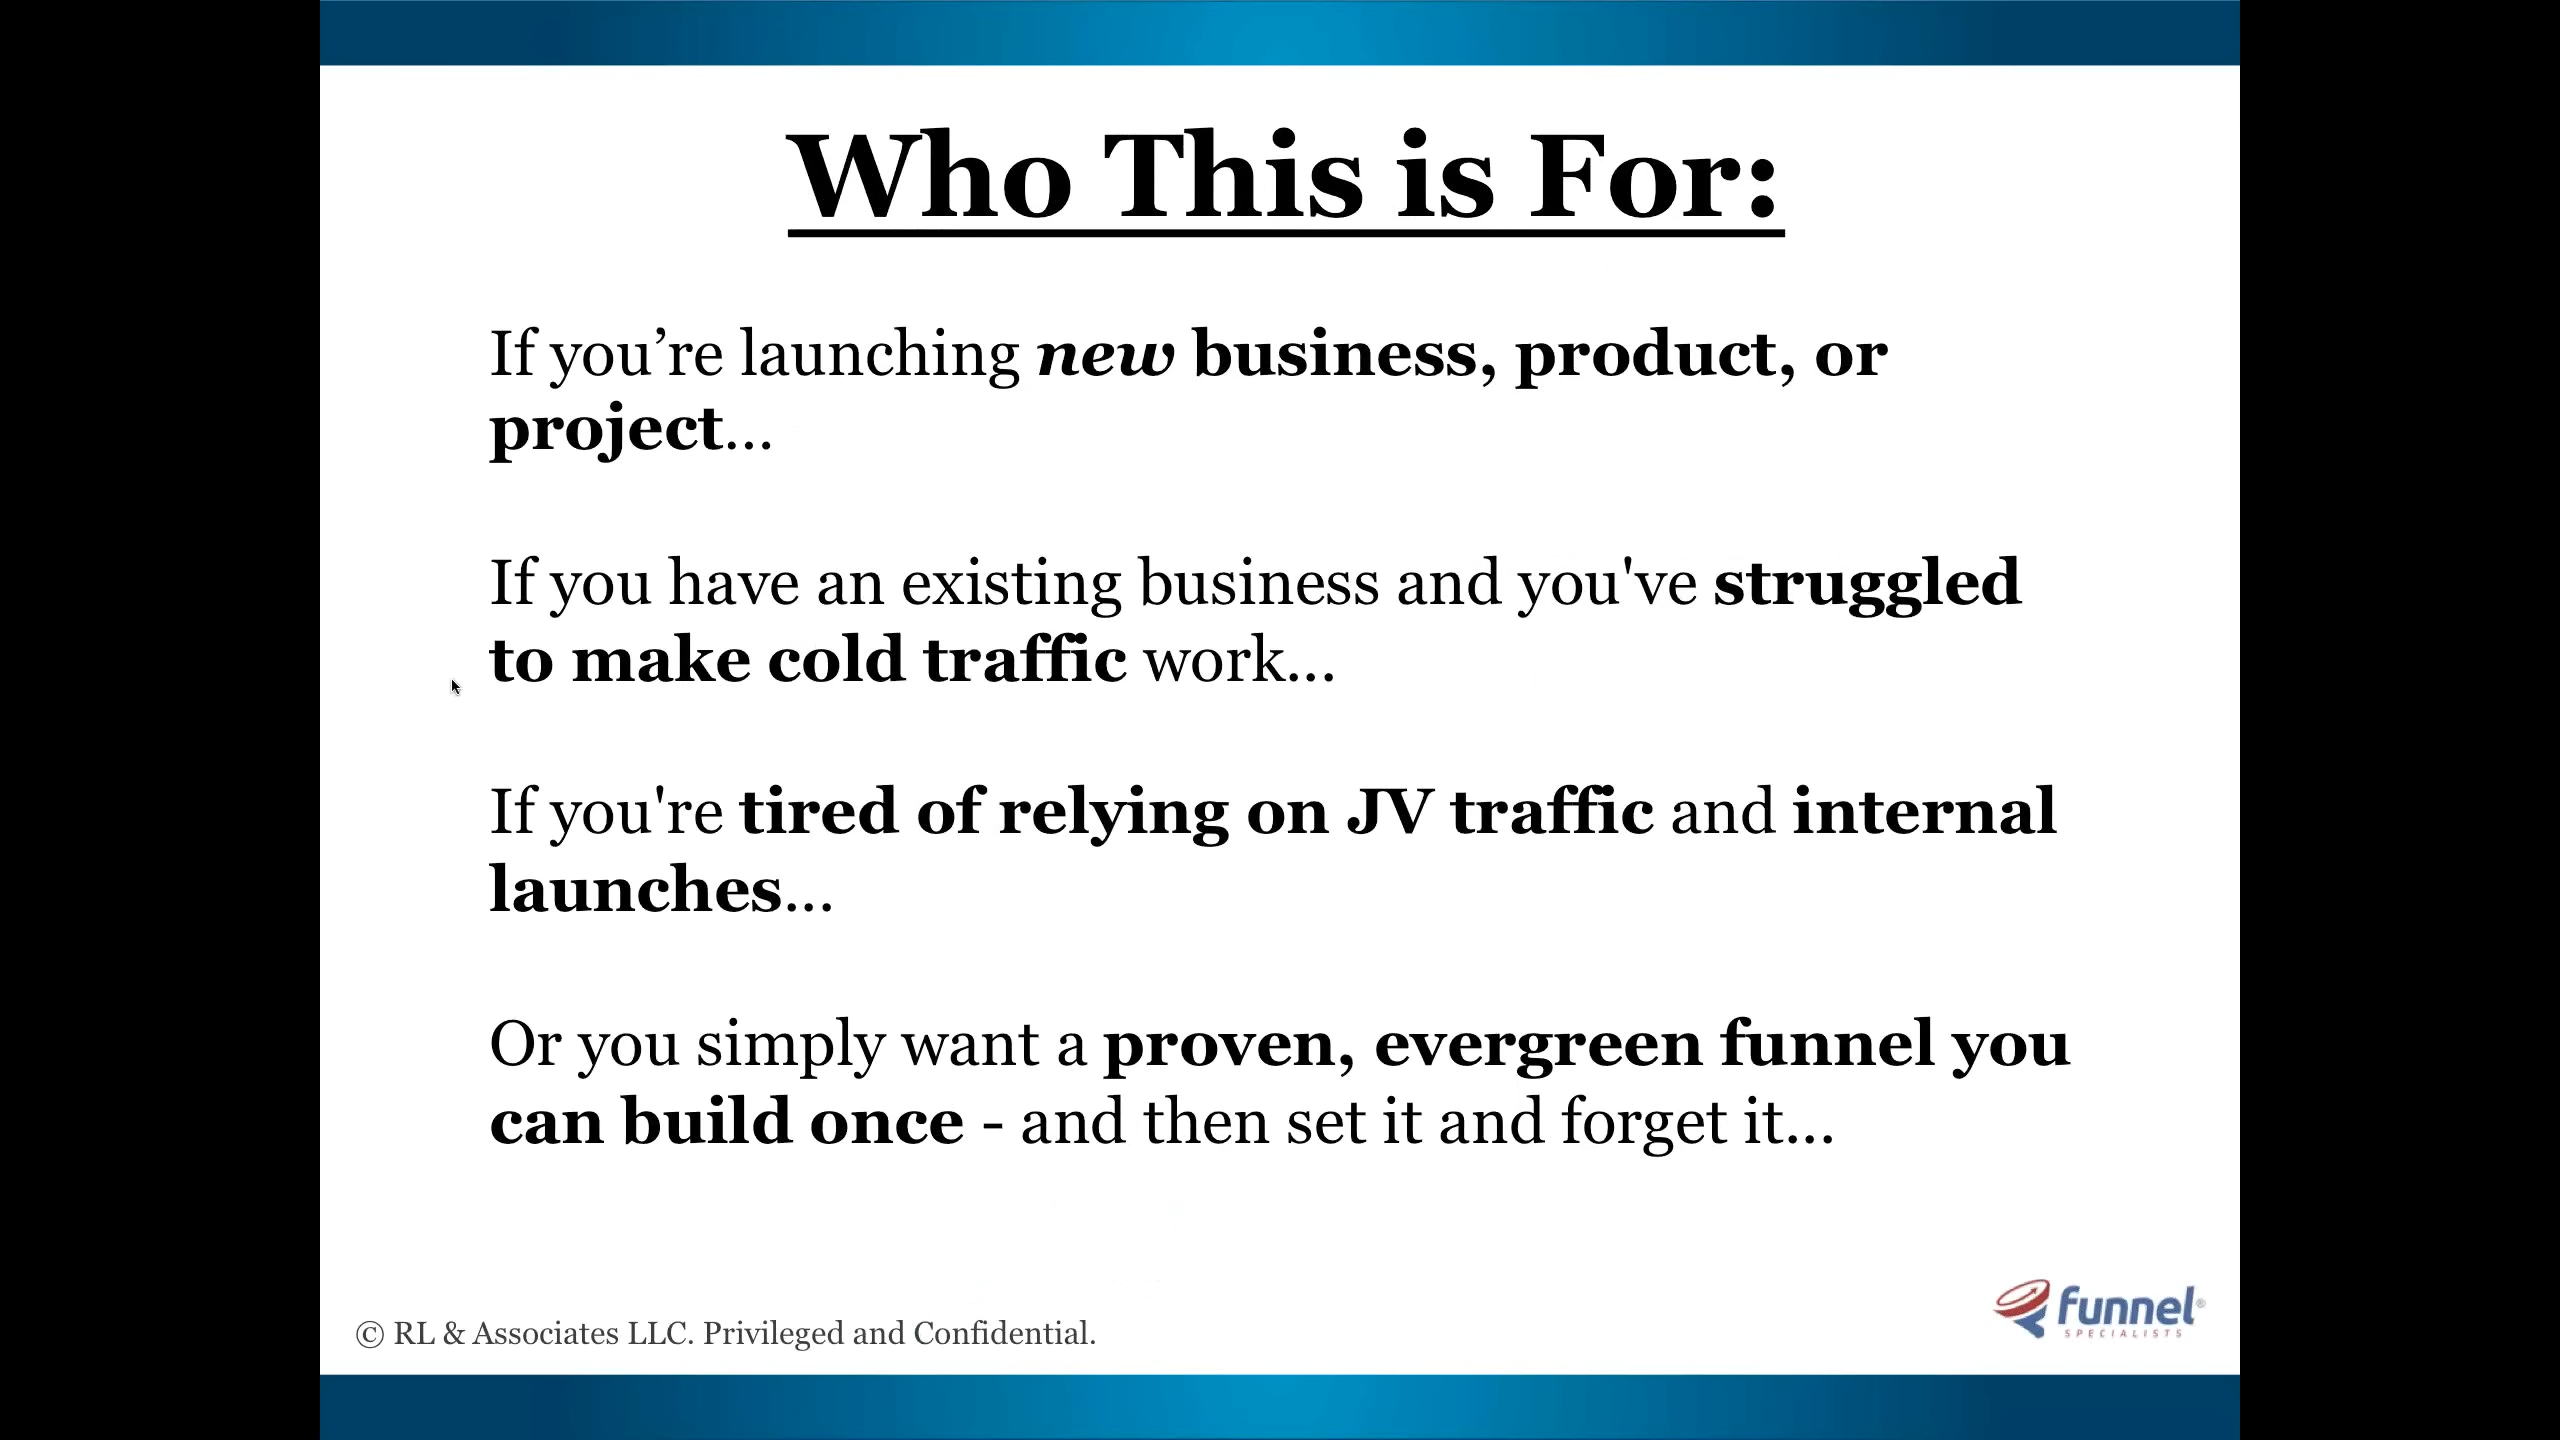 Who This is For:
If you’re launching new business, product, or
project...
If you have an existing business and you've struggled
to make cold traffic work...
If you're tired of relying on JV traffic and internal
launches...
Or you simply want a proven, evergreen funnel you
can build once - and then set it and forget it...
© RL & Associates LLC. Privileged and Confidential.
funnel®
SPECIALISTS